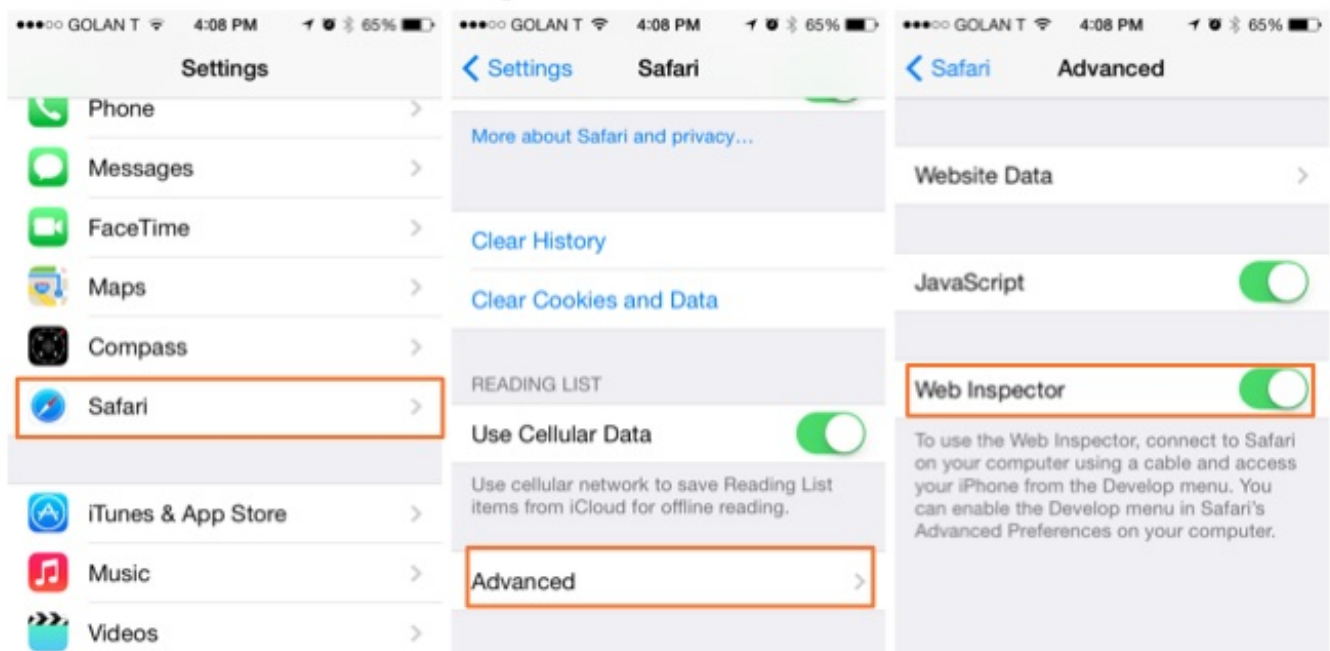 GOLAN T 4:08 PM 65%
Settings
Phone
Messages
FaceTime
Maps
Compass
Safari
iTunes & App Store
Music
Videos
GOLAN T 4:08 PM 65%
Settings Safari
More about Safari and privacy...
Clear History
Clear Cookies and Data
READING LIST
Use Cellular Data
Use cellular network to save Reading List
items from iCloud for offline reading.
Advanced
GOLAN T 4:08 PM 65%
Safari Advanced
Website Data
JavaScript
Web Inspector
To use the Web Inspector, connect to Safari
on your computer using a cable and access
your iPhone from the Develop menu. You
can enable the Develop menu in Safari's
Advanced Preferences on your computer.